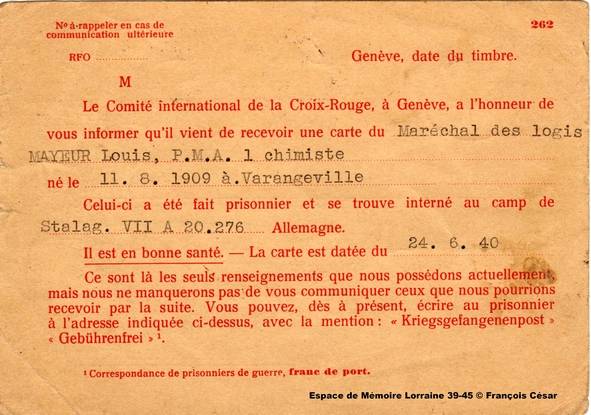 Nº à-rappeler en cas de
communication ultérieure
262
RFO
Genève, date du timbre.
M
Le Comité international de la Croix-Rouge, à Genève, a l'honneur de
vous informer qu'il vient de recevoir une carte du Maréchal des logis
MAYEUR Louis, P.M.A. 1 chimiste
né le 11. 8. 1909 à.Varangeville
Celui-ci a été fait prisonnier et se trouve interné au camp de
Stalag. VII A 20.276 Allemagne.
Il est en bonne santé. — La carte est datée du 24. 6. 40
Ce sont là les seuls renseignements que nous possédons actuellement,
mais nous ne manquerons pas de vous communiquer ceux que nous pourrions
recevoir par la suite. Vous pouvez, dès à présent, écrire au prisonnier
à l'adresse indiquée ci-dessus, avec la mention: « Kriegsgefangenenpost »
« Gebührenfrei »¹.
¹ Correspondance de prisonniers de guerre, franc de port.
Espace de Mémoire Lorraine 39-45 © François César